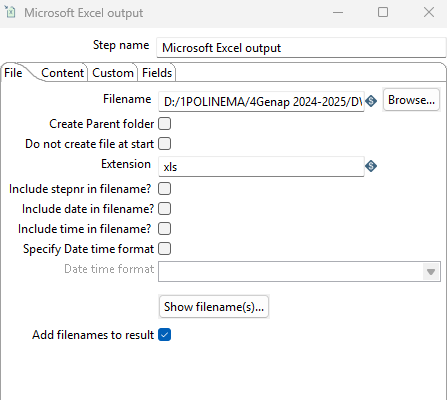 Microsoft Excel output
Step name Microsoft Excel output
File Content Custom Fields
Filename D:/1POLINEMA/4Genap 2024-2025/D Browse...
Create Parent folder
Do not create file at start
Extension xls
Include stepnr in filename?
Include date in filename?
Include time in filename?
Specify Date time format
Date time format
Show filename(s)...
Add filenames to result